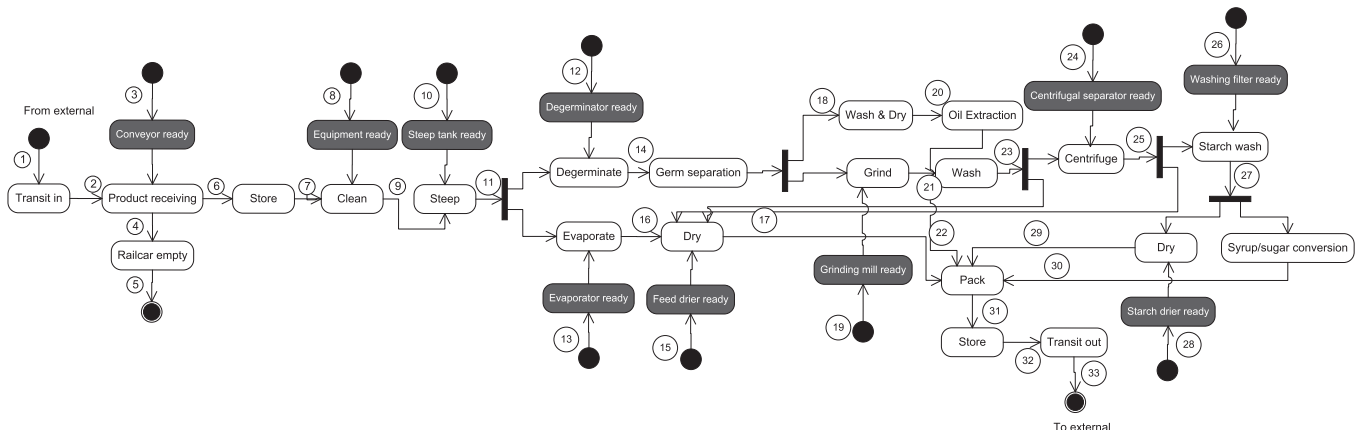 From external
1
Transit in
2
3
Conveyor ready
Product receiving
4
Railcar empty
5
6
Store
7
8
Equipment ready
Clean
9
10
Steep tank ready
Steep
11
12
Degerminator ready
Degerminate
14
Germ separation
Evaporate
Evaporator ready
13
16
Dry
17
Feed drier ready
15
18
Wash & Dry
20
Oil Extraction
Grind
21
Wash
23
Grinding mill ready
19
22
24
Centrifugal separator ready
Centrifuge
25
26
Washing filter ready
Starch wash
27
29
Dry
Syrup/sugar conversion
30
Starch drier ready
28
Pack
31
Store
32
Transit out
33
To external